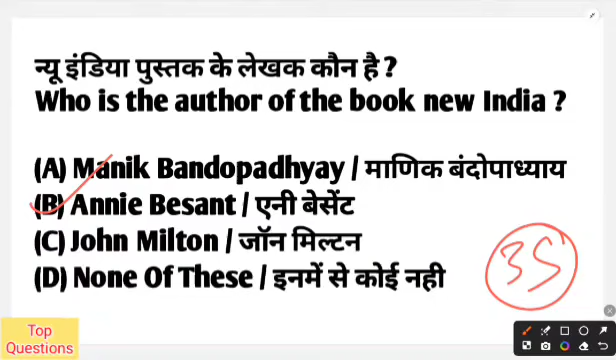 न्यू इंडिया पुस्तक के लेखक कौन है ?
Who is the author of the book new India ?
(A) Manik Bandopadhyay / माणिक बंदोपाध्याय
(B) Annie Besant / एनी बेसेंट
(C) John Milton / जॉन मिल्टन
(D) None Of These / इनमें से कोई नही
35
Top
Questions